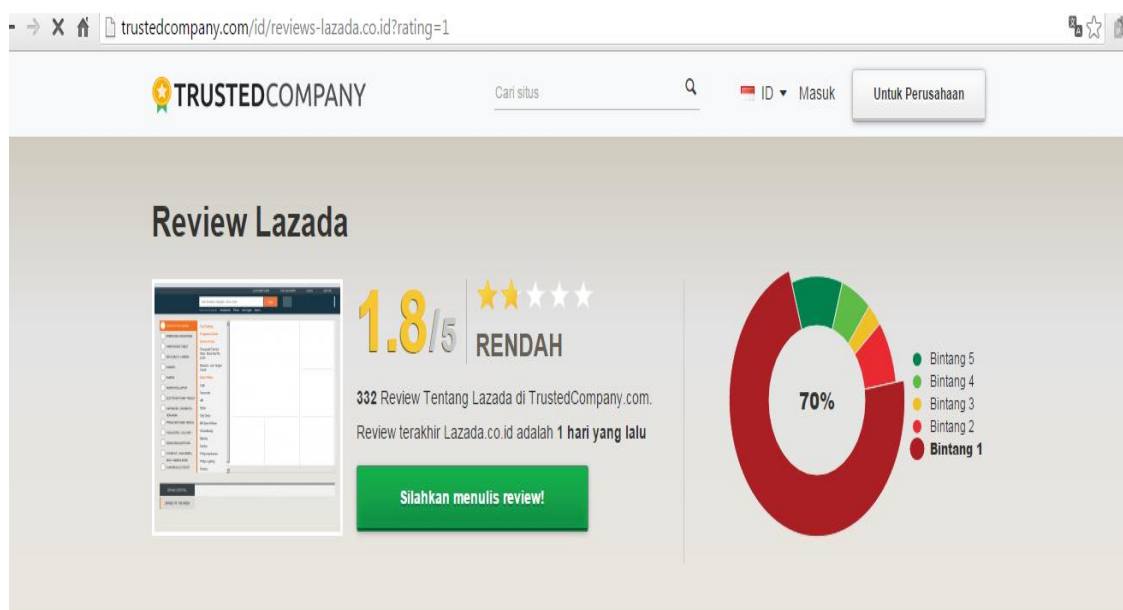 trustedcompany.com/id/reviews-lazada.co.id?rating=1
TRUSTEDCOMPANY
Cari situs
ID
Masuk
Untuk Perusahaan
Review Lazada
1.8/5
RENDAH
332 Review Tentang Lazada di TrustedCompany.com.
Review terakhir Lazada.co.id adalah 1 hari yang lalu
Silahkan menulis review!
70%
Bintang 5
Bintang 4
Bintang 3
Bintang 2
Bintang 1